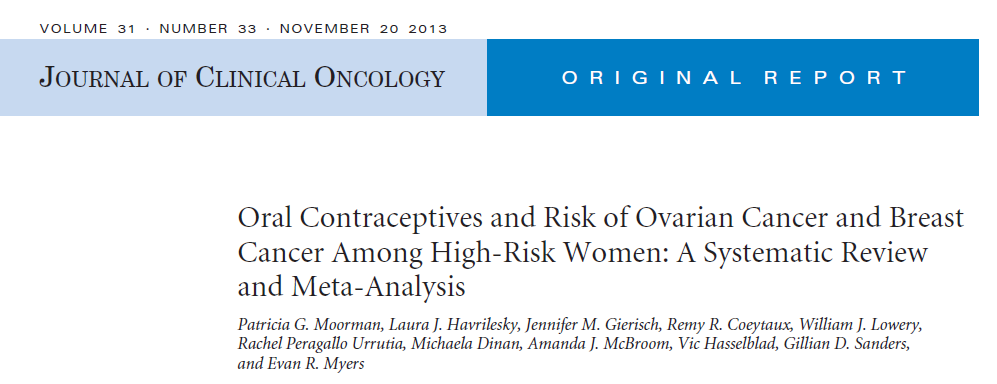 VOLUME 31 · NUMBER 33 · NOVEMBER 20 2013
JOURNAL OF CLINICAL ONCOLOGY
ORIGINAL REPORT
Oral Contraceptives and Risk of Ovarian Cancer and Breast
Cancer Among High-Risk Women: A Systematic Review
and Meta-Analysis
Patricia G. Moorman, Laura J. Havrilesky, Jennifer M. Gierisch, Remy R. Coeytaux, William J. Lowery,
Rachel Peragallo Urrutia, Michaela Dinan, Amanda J. McBroom, Vic Hasselblad, Gillian D. Sanders,
and Evan R. Myers